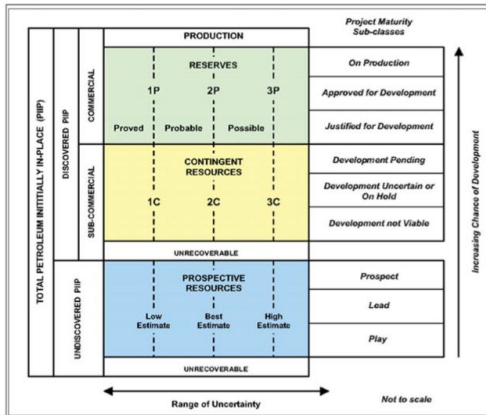 PRODUCTION
Project Maturity
Sub-classes
TOTAL PETROLEUM INITITIALLY IN-PLACE (PIIP)
DISCOVERED PIIP
COMMERCIAL
RESERVES
1P 2P 3P
Proved Probable Possible
On Production
Approved for Development
Justified for Development
SUB-COMMERCIAL
CONTINGENT
RESOURCES
1C 2C 3C
Development Pending
Development Uncertain or
On Hold
Development not Viable
UNRECOVERABLE
UNDISCOVERED PIIP
PROSPECTIVE
RESOURCES
Low
Estimate
Best
Estimate
High
Estimate
Prospect
Lead
Play
UNRECOVERABLE
Increasing Chance of Development
Range of Uncertainty
Not to scale